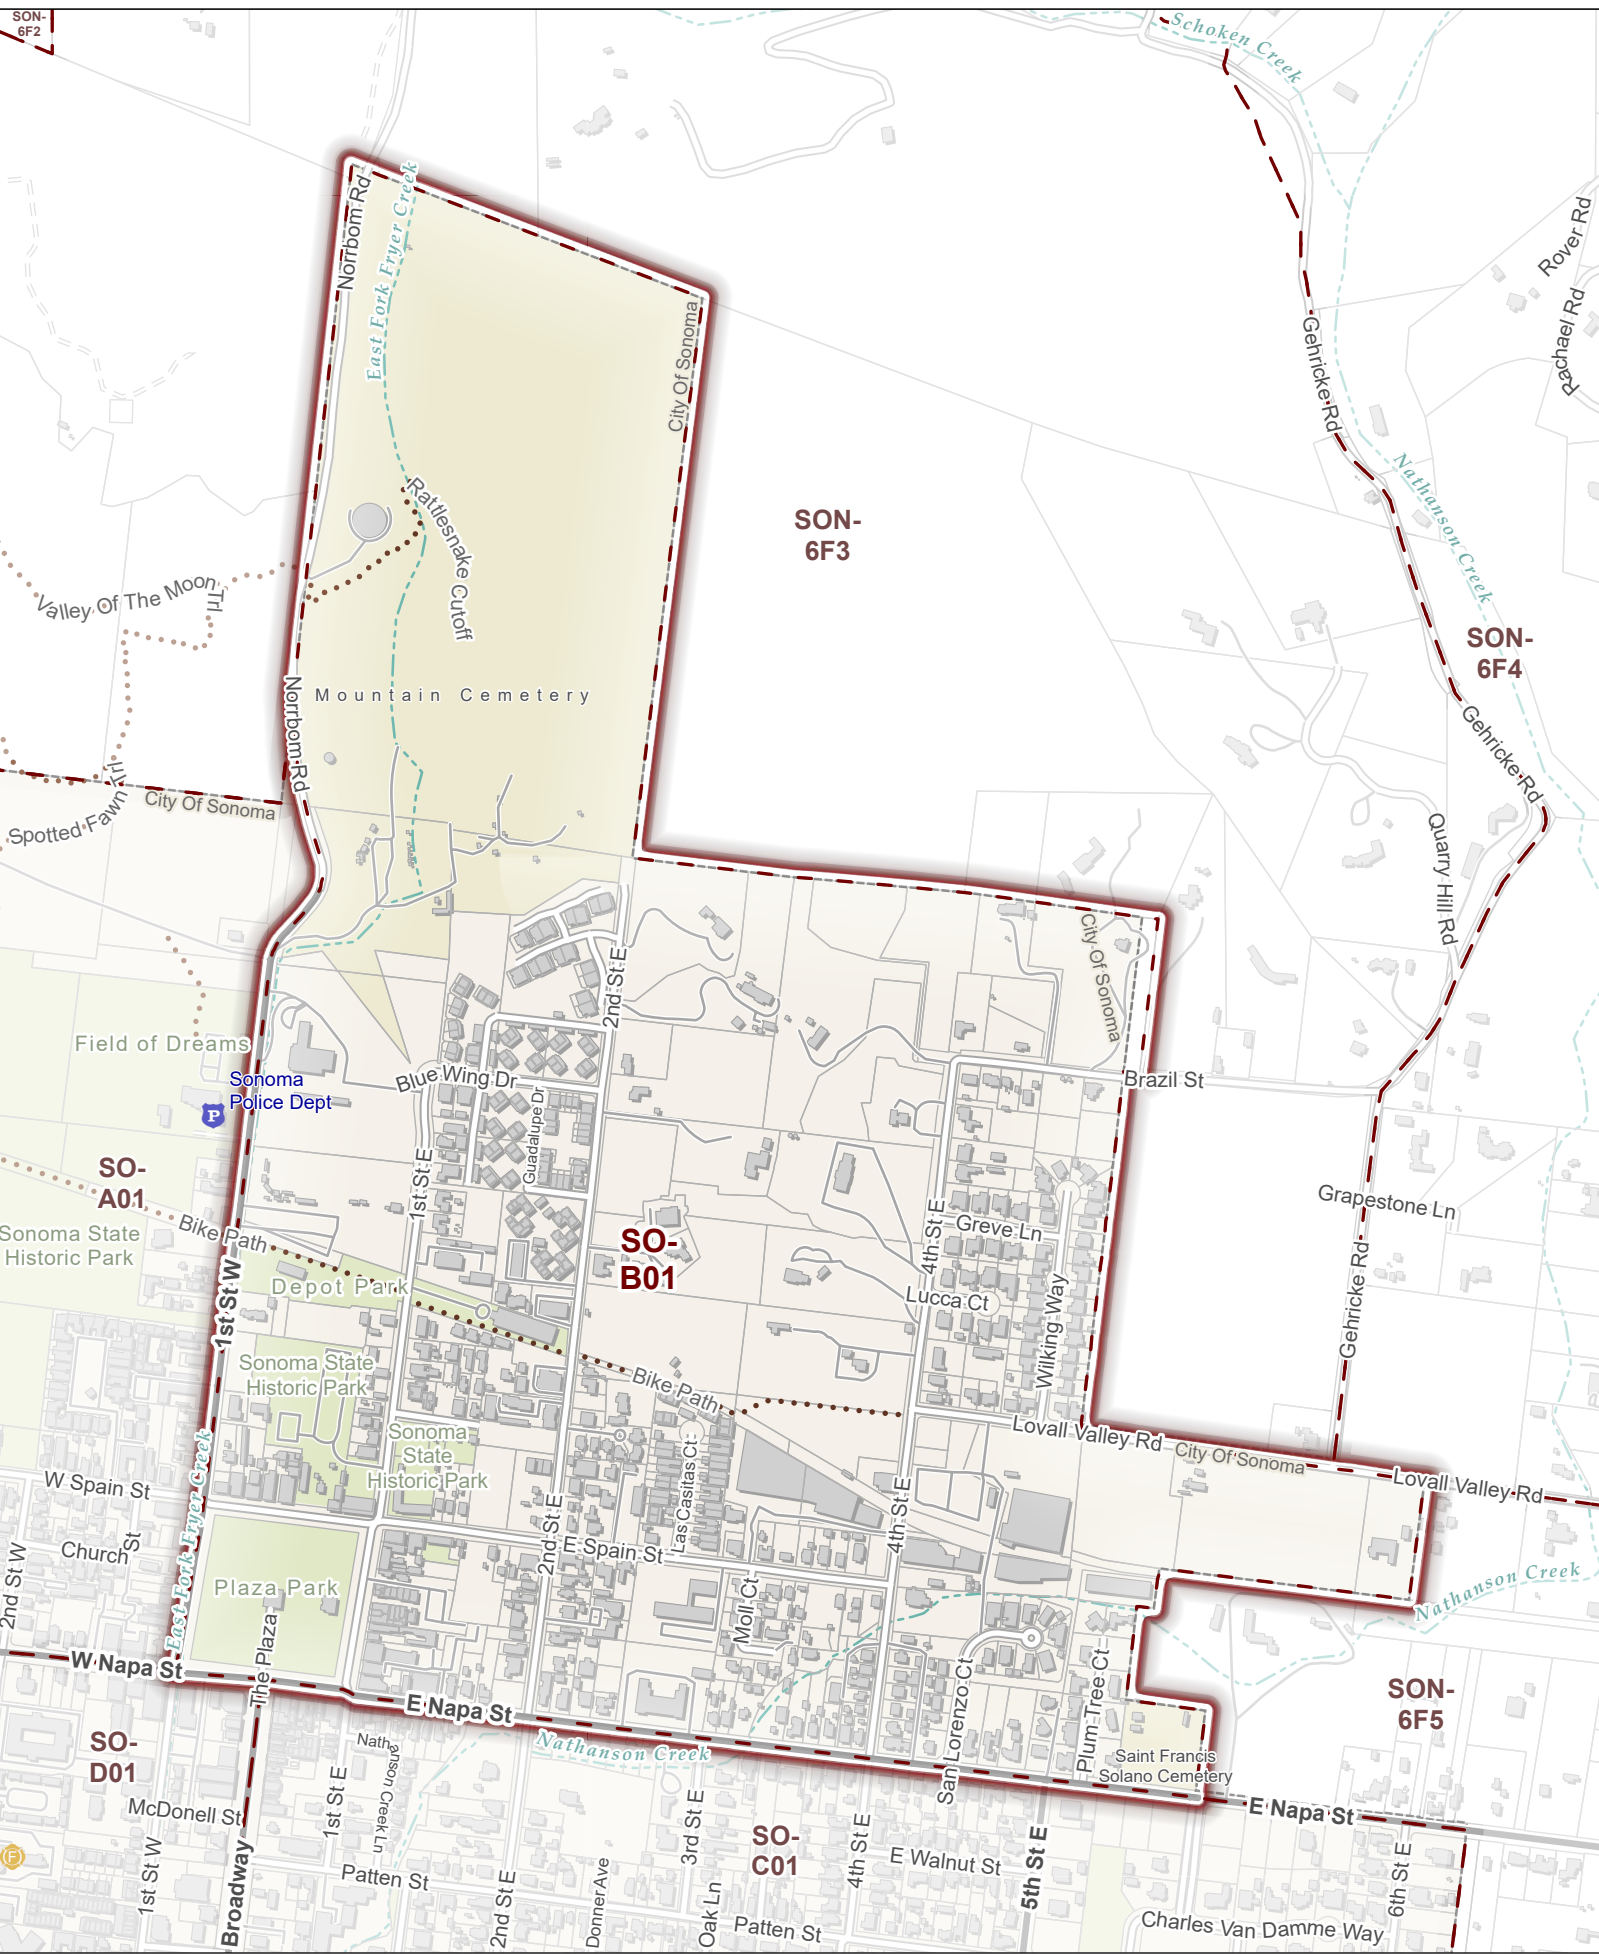 SON-
6F2
Schoken Creek
Norrbom Rd
East Fork Fryer Creek
Rover Rd
Rachael Rd
City Of Sonoma
Gehricke Rd
Rattlesnake Cutoff
SON-
6F3
Nathanson Creek
Valley Of The Moon Trl
SON-
6F4
Mountain Cemetery
Norrbom Rd
Gehricke Rd
City Of Sonoma
Spotted Fawn Trl
Quarry Hill Rd
City Of Sonoma
2nd St E
Field of Dreams
Sonoma
Police Dept
P
Blue Wing Dr
Guadalupe Dr
Brazil St
SO-
A01
1st St E
Grapestone Ln
Sonoma State
Historic Park
Bike Path
Greve Ln
4th St E
SO-
B01
Depot Park
Lucca Ct
Wilking Way
Gehricke Rd
1st St W
Sonoma State
Historic Park
Bike Path
Sonoma
State
Historic Park
Lovall Valley Rd
City Of Sonoma
Lovall Valley Rd
W Spain St
East Fork Fryer Creek
Las Casitas Ct
4th St E
2nd St E
E Spain St
Church St
2nd St W
Plaza Park
The Plaza
Moll Ct
Nathanson Creek
W Napa St
E Napa St
San Lorenzo Ct
Plum Tree Ct
SON-
6F5
Nathanson Creek
Saint Francis
Solano Cemetery
SO-
D01
Nathanson Creek Ln
E Napa St
McDonell St
1st St E
3rd St E
SO-
C01
4th St E
E Walnut St
5th St E
6th St E
F
1st St W
Broadway
Patten St
2nd St E
Donner Ave
Oak Ln
Patten St
Charles Van Damme Way